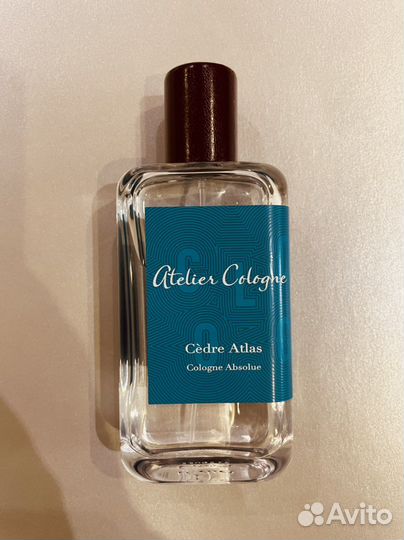 Atelier Cologne
Cèdre Atlas
Cologne Absolue
Avito